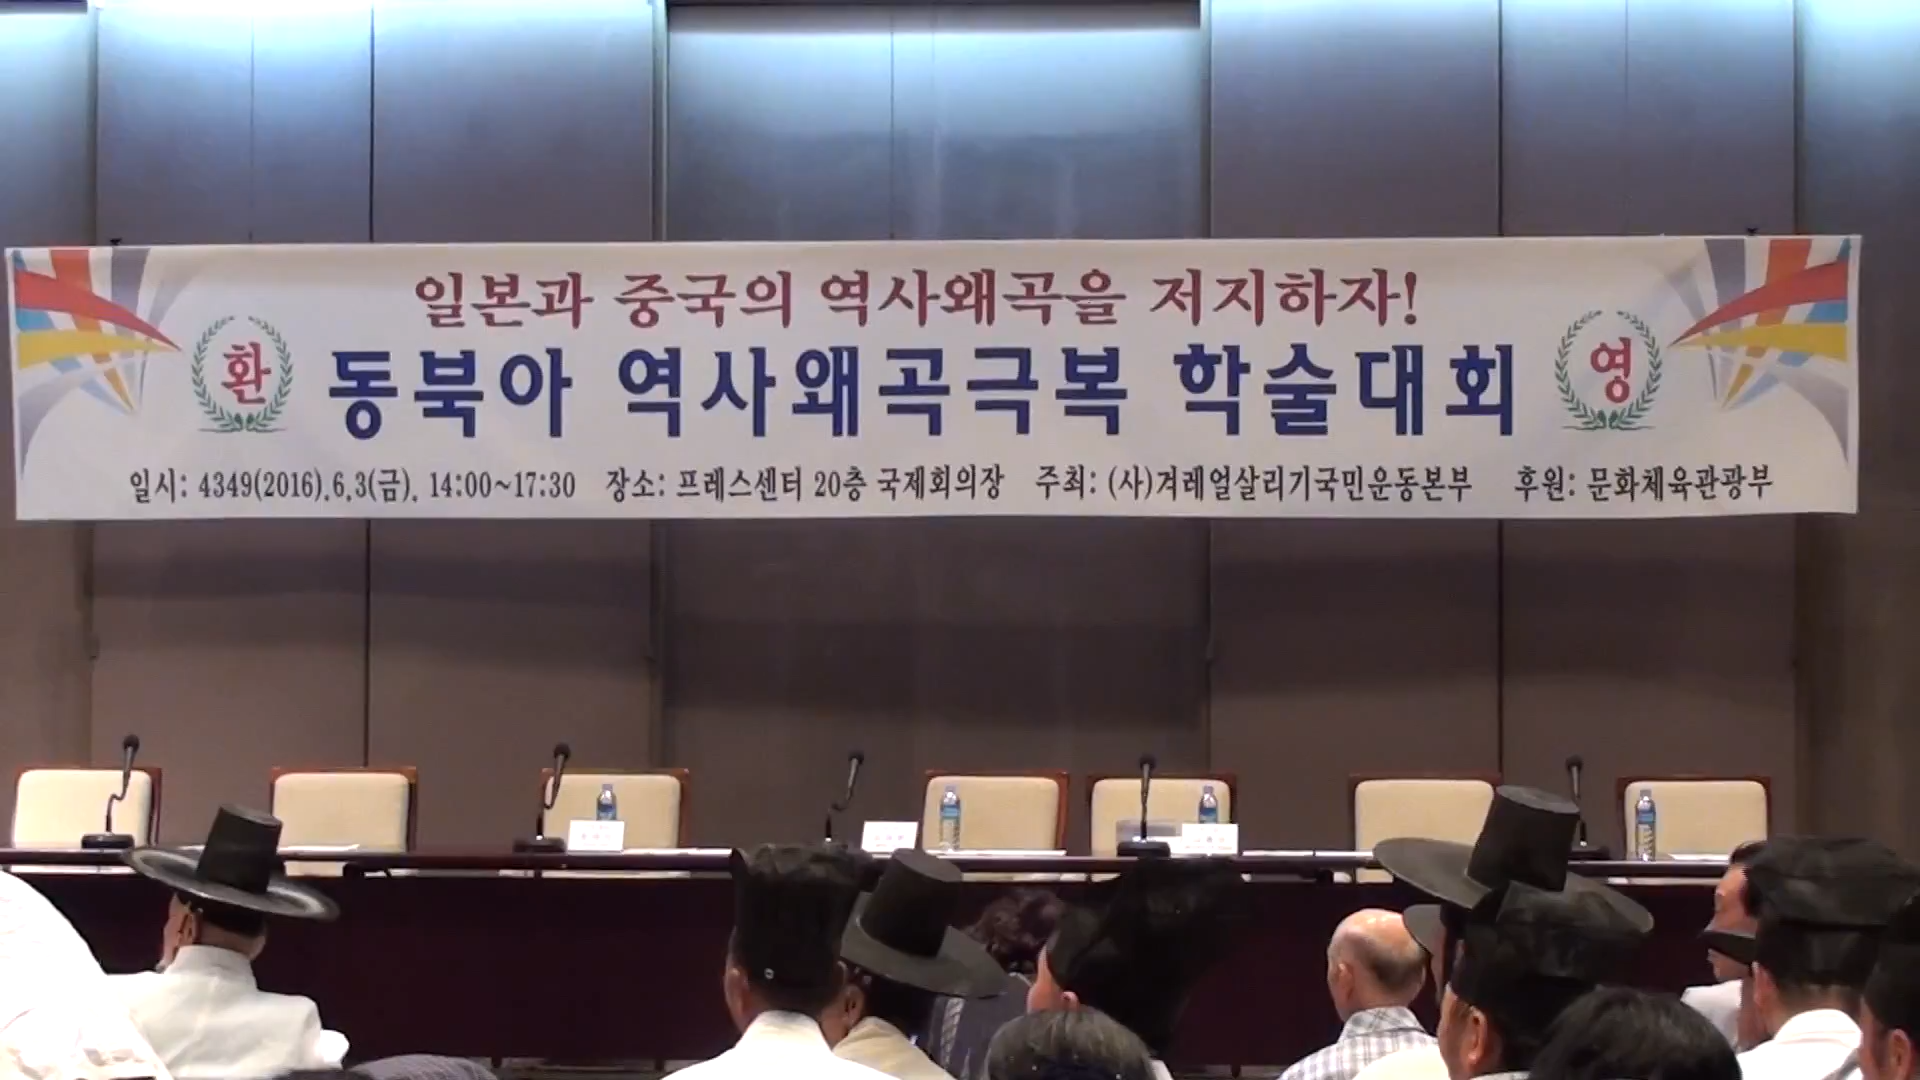 일본과 중국의 역사왜곡을 저지하자!
환
동북아 역사왜곡극복 학술대회
영
일시: 4349(2016).6.3(금). 14:00~17:30 장소: 프레스센터 20층 국제회의장 주최: (사)겨레얼살리기국민운동본부 후원: 문화체육관광부